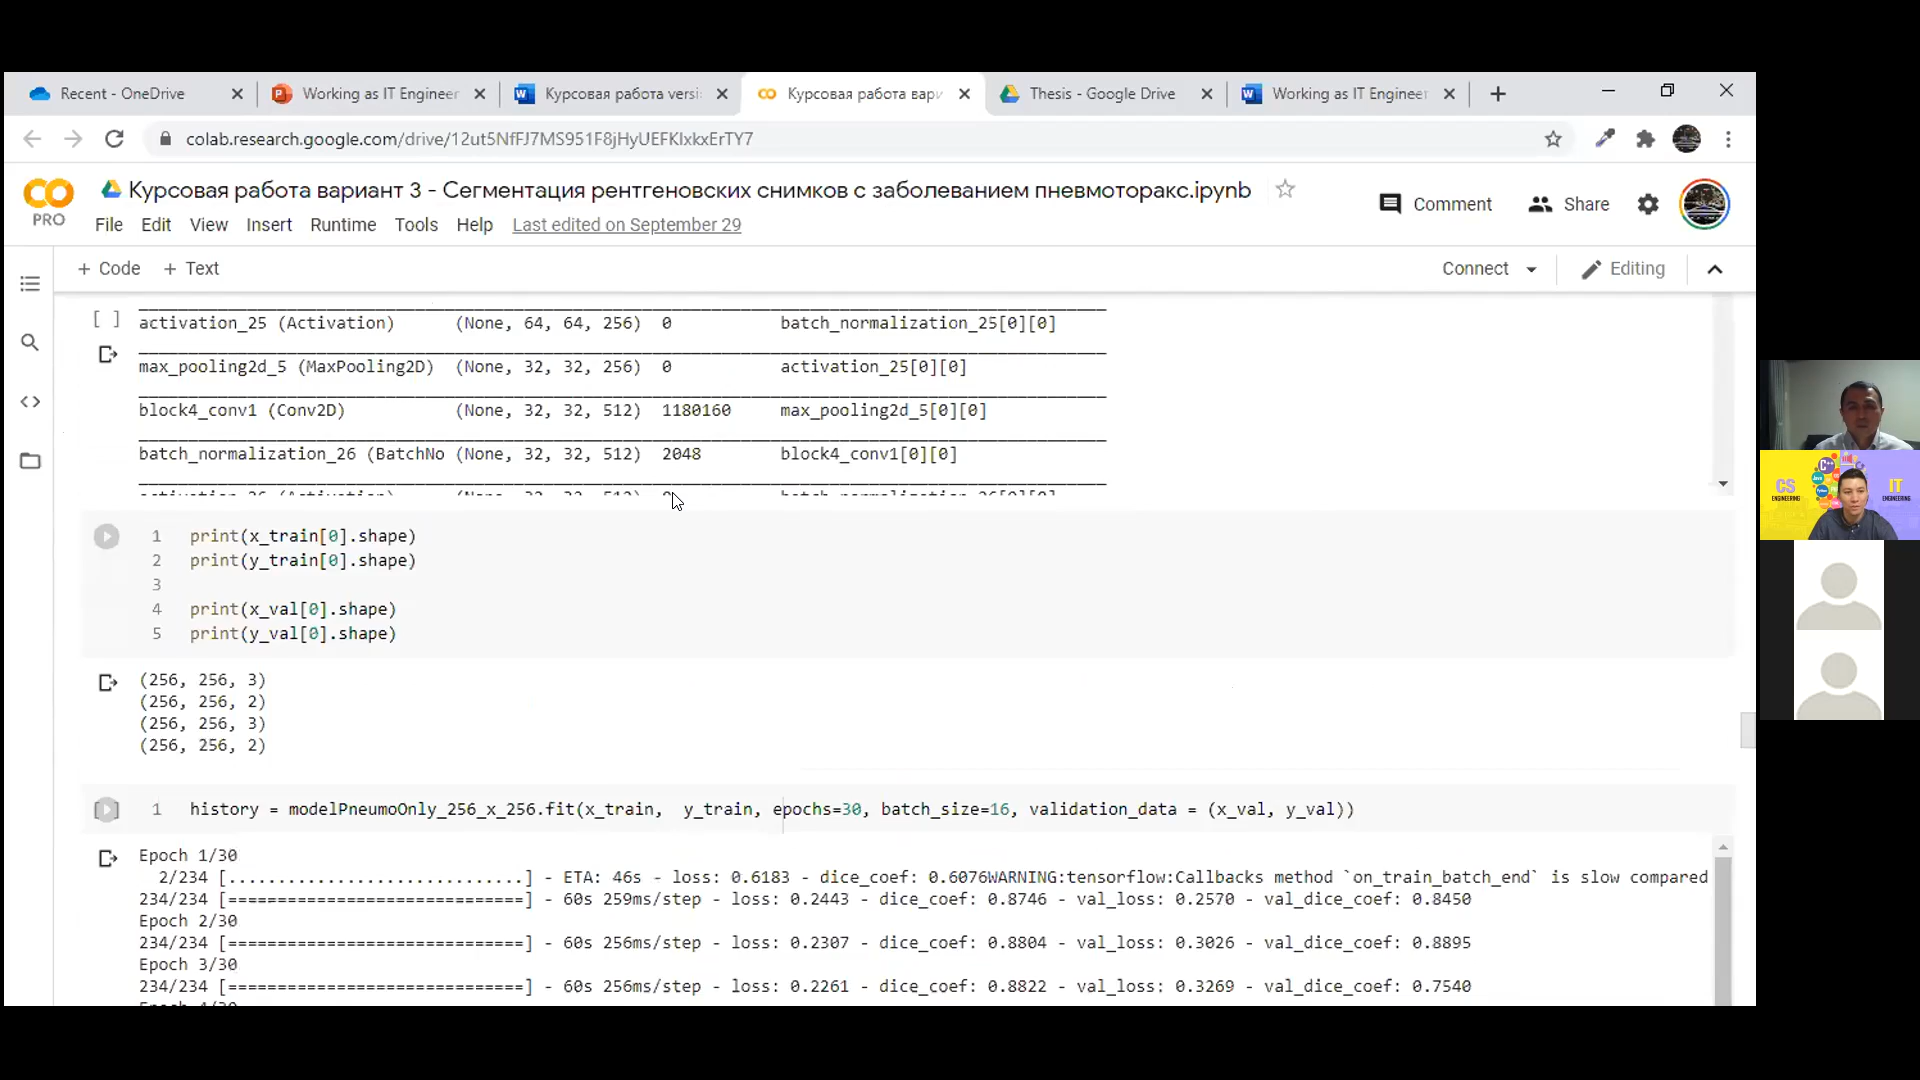 Recent - OneDrive
Working as IT Engineer
Курсовая работа versi
Курсовая работа вари
Thesis - Google Drive
Working as IT Engineer
colab.research.google.com/drive/12ut5NfFJ7MS951F8jHyUEFKIxkxErTY7
PRO
Курсовая работа вариант 3 - Сегментация рентгеновских снимков с заболеванием пневмоторакс.ipynb
Comment
Share
File Edit View Insert Runtime Tools Help Last edited on September 29
+ Code + Text
Connect
Editing
[ ] activation_25 (Activation) (None, 64, 64, 256) 0 batch_normalization_25[0][0]
max_pooling2d_5 (MaxPooling2D) (None, 32, 32, 256) 0 activation_25[0][0]
block4_conv1 (Conv2D) (None, 32, 32, 512) 1180160 max_pooling2d_5[0][0]
batch_normalization_26 (BatchNo (None, 32, 32, 512) 2048 block4_conv1[0][0]
1 print(x_train[0].shape)
2 print(y_train[0].shape)
3
4 print(x_val[0].shape)
5 print(y_val[0].shape)
(256, 256, 3)
(256, 256, 2)
(256, 256, 3)
(256, 256, 2)
1 history = modelPneumoOnly_256_x_256.fit(x_train, y_train, epochs=30, batch_size=16, validation_data = (x_val, y_val))
Epoch 1/30
2/234 [..............................] - ETA: 46s - loss: 0.6183 - dice_coef: 0.6076WARNING:tensorflow:Callbacks method `on_train_batch_end` is slow compared
234/234 [==============================] - 60s 259ms/step - loss: 0.2443 - dice_coef: 0.8746 - val_loss: 0.2570 - val_dice_coef: 0.8450
Epoch 2/30
234/234 [==============================] - 60s 256ms/step - loss: 0.2307 - dice_coef: 0.8804 - val_loss: 0.3026 - val_dice_coef: 0.8895
Epoch 3/30
234/234 [==============================] - 60s 256ms/step - loss: 0.2261 - dice_coef: 0.8822 - val_loss: 0.3269 - val_dice_coef: 0.7540
CS
ENGINEERING
C++
IT
ENGINEERING